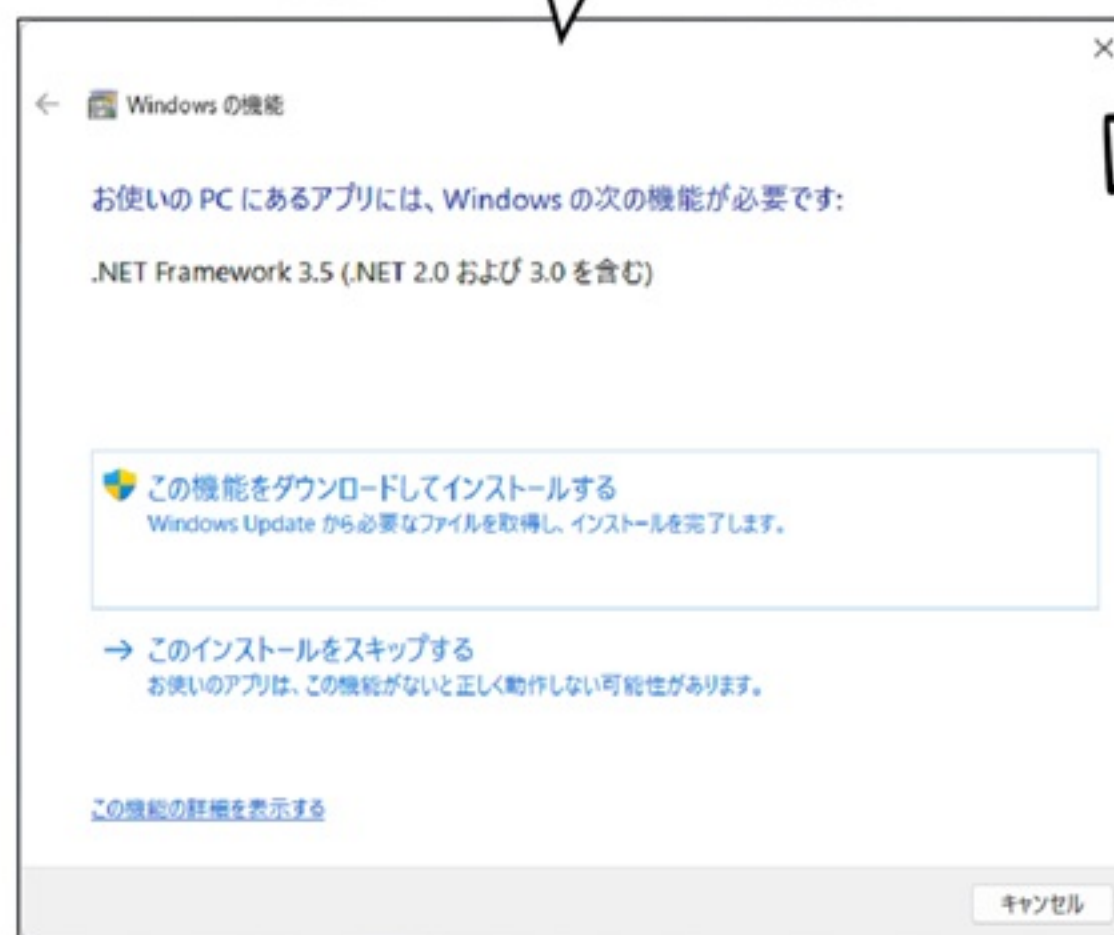 Windows の機能
お使いの PC にあるアプリには、Windows の次の機能が必要です:
.NET Framework 3.5 (.NET 2.0 および 3.0 を含む)
この機能をダウンロードしてインストールする
Windows Update から必要なファイルを取得し、インストールを完了します。
このインストールをスキップする
お使いのアプリは、この機能がないと正しく動作しない可能性があります。
この機能の詳細を表示する
キャンセル